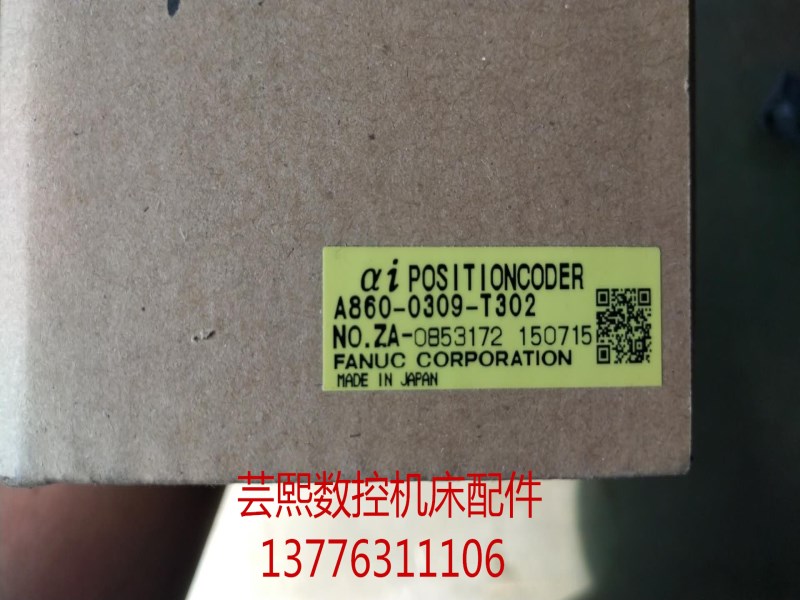 αi POSITIONCODER
A860-0309-T302
NO.ZA-0853172 150715
FANUC CORPORATION
MADE IN JAPAN
芸熙数控机床配件
13776311106